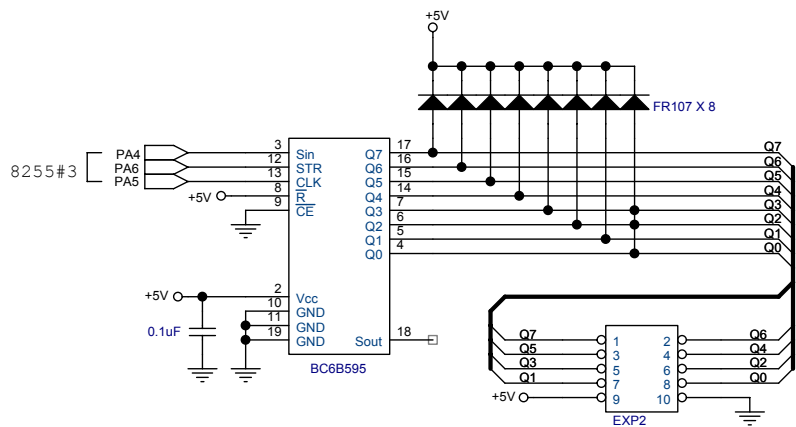 +5V
FR107 X 8
8255#3
PA4
PA6
PA5
+5V
3 Sin
12 STR
13 CLK
8 R
9 CE
2 Vcc
10 GND
11 GND
19 GND
Q7 17
Q6 16
Q5 15
Q4 14
Q3 7
Q2 6
Q1 5
Q0 4
Sout 18
BC6B595
+5V
0.1uF
Q7
Q6
Q5
Q4
Q3
Q2
Q1
Q0
Q7 1 2 Q6
Q5 3 4 Q4
Q3 5 6 Q2
Q1 7 8 Q0
+5V 9 10
EXP2